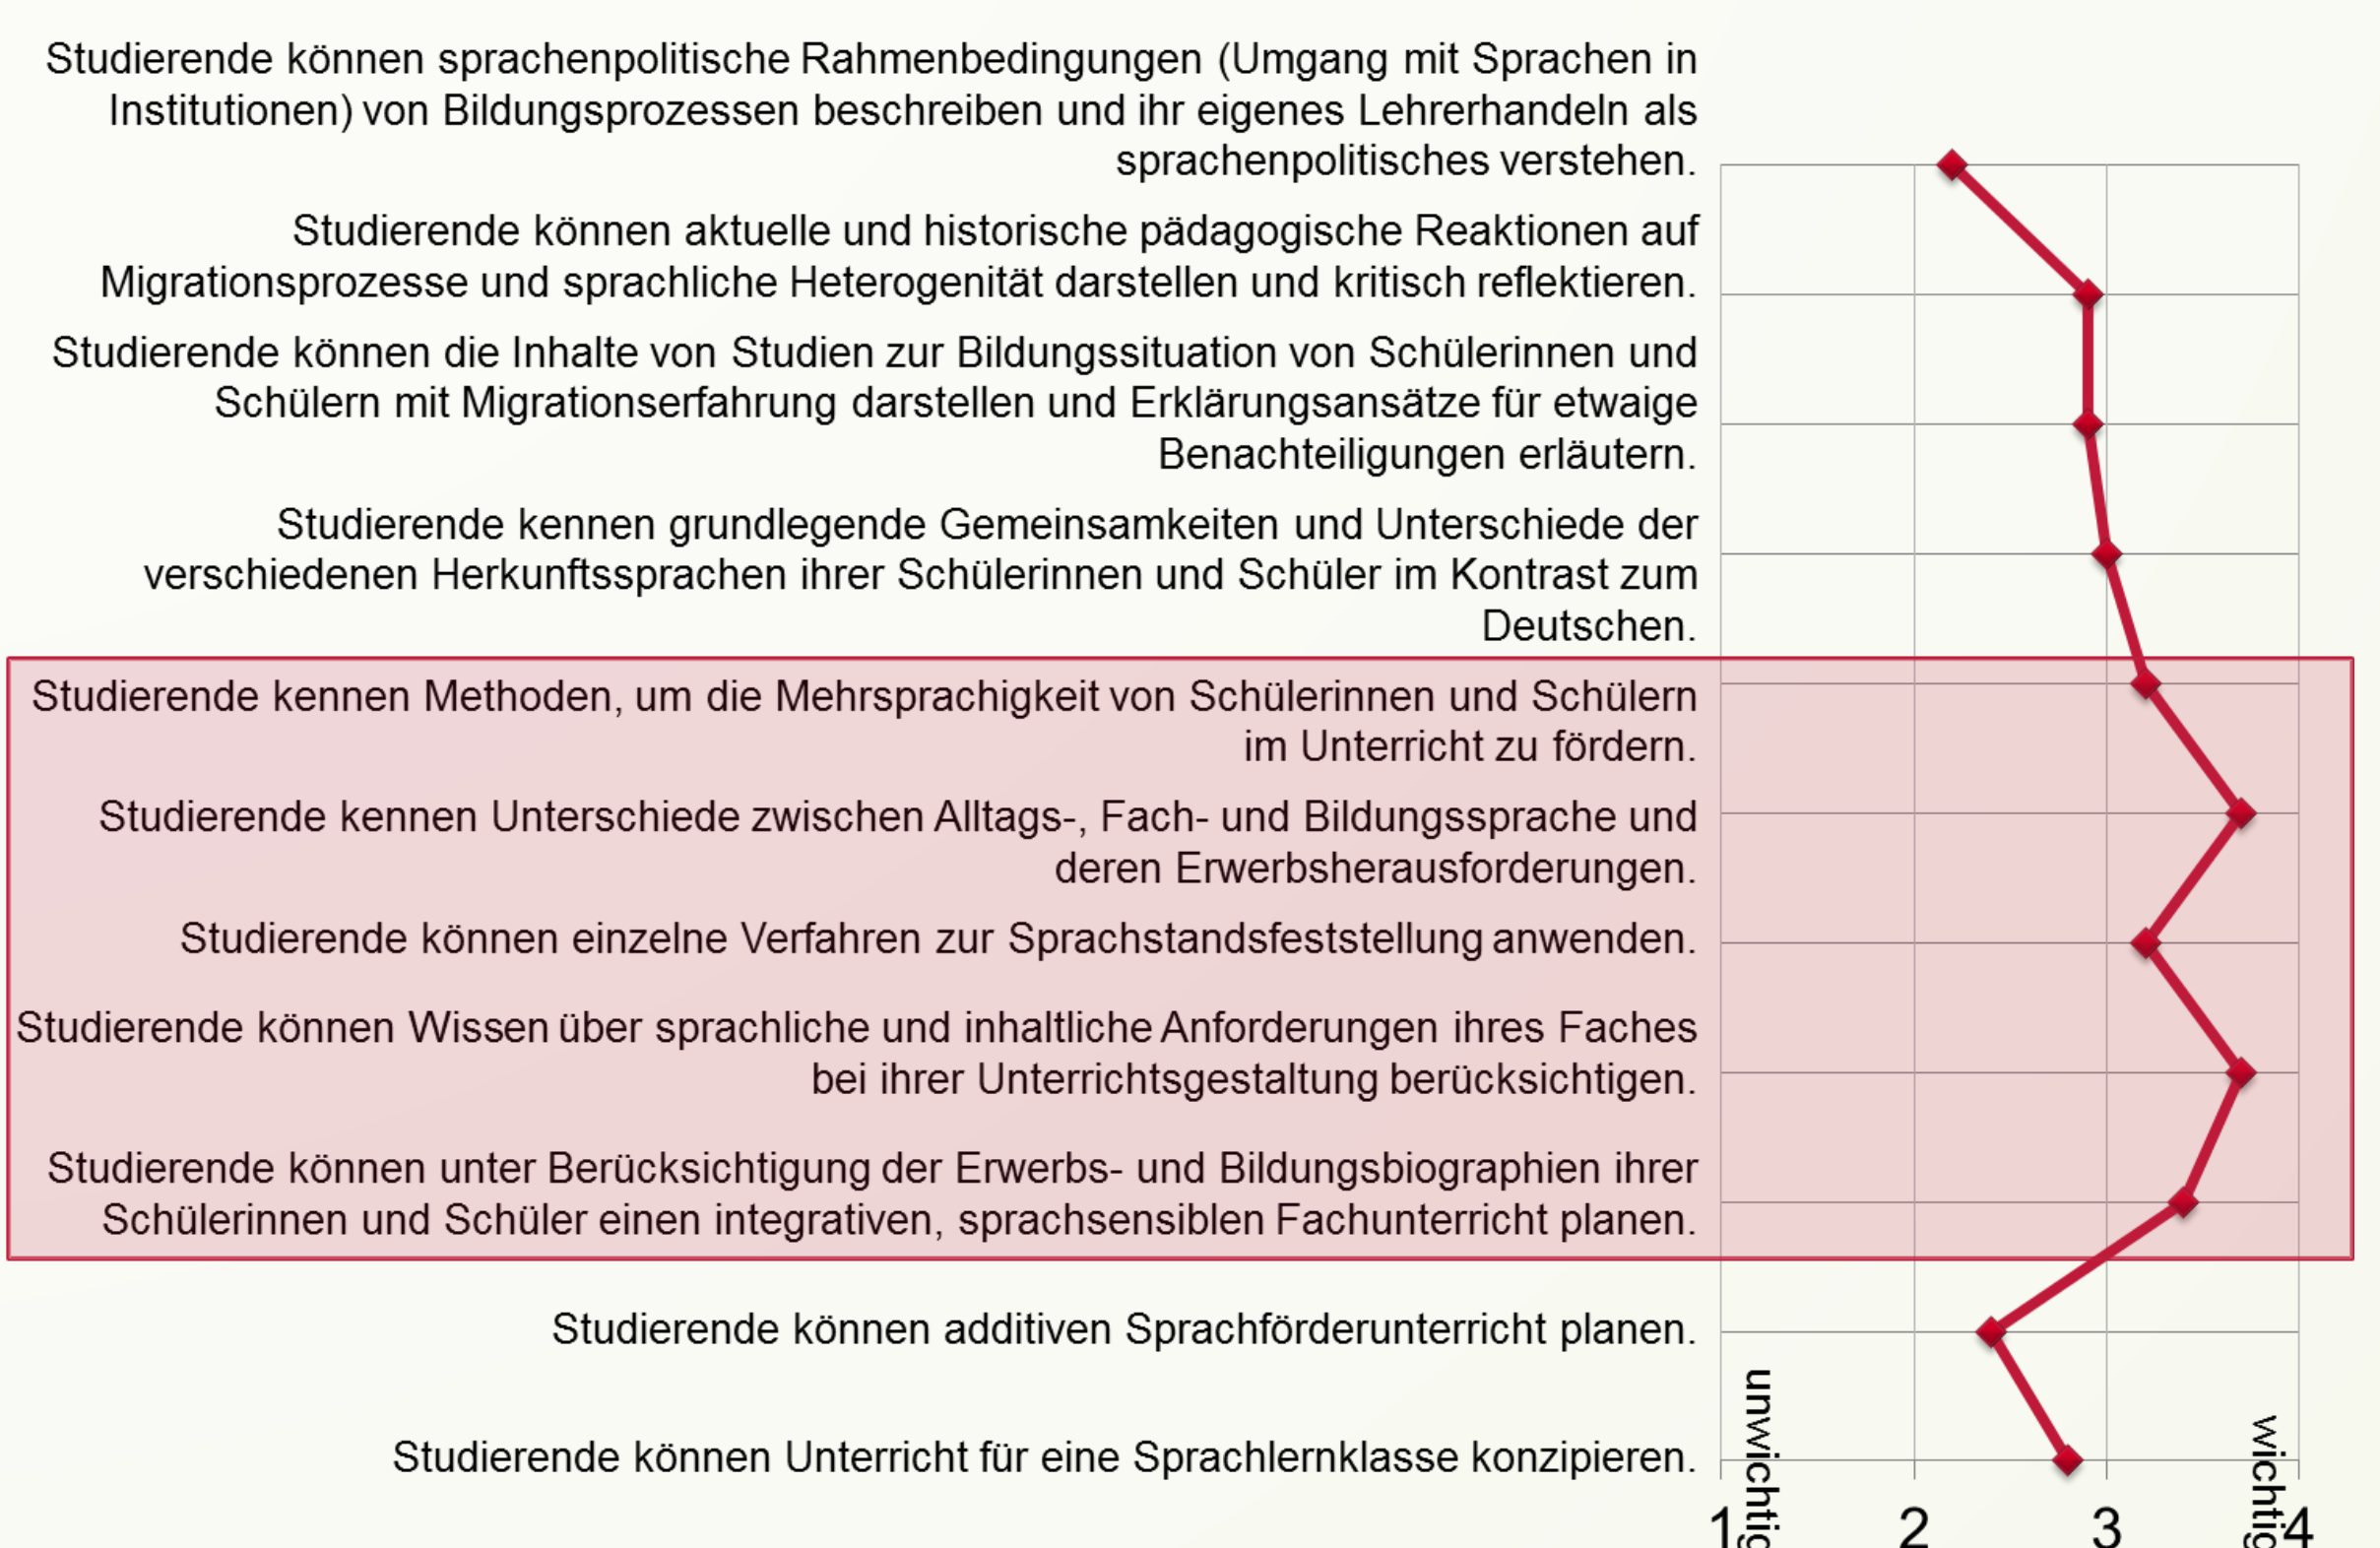 Studierende können sprachenpolitische Rahmenbedingungen (Umgang mit Sprachen in
Institutionen) von Bildungsprozessen beschreiben und ihr eigenes Lehrerhandeln als
sprachenpolitisches verstehen.
Studierende können aktuelle und historische pädagogische Reaktionen auf
Migrationsprozesse und sprachliche Heterogenität darstellen und kritisch reflektieren.
Studierende können die Inhalte von Studien zur Bildungssituation von Schülerinnen und
Schülern mit Migrationserfahrung darstellen und Erklärungsansätze für etwaige
Benachteiligungen erläutern.
Studierende kennen grundlegende Gemeinsamkeiten und Unterschiede der
verschiedenen Herkunftssprachen ihrer Schülerinnen und Schüler im Kontrast zum
Deutschen.
Studierende kennen Methoden, um die Mehrsprachigkeit von Schülerinnen und Schülern
im Unterricht zu fördern.
Studierende kennen Unterschiede zwischen Alltags-, Fach- und Bildungssprache und
deren Erwerbsherausforderungen.
Studierende können einzelne Verfahren zur Sprachstandsfeststellung anwenden.
Studierende können Wissen über sprachliche und inhaltliche Anforderungen ihres Faches
bei ihrer Unterrichtsgestaltung berücksichtigen.
Studierende können unter Berücksichtigung der Erwerbs- und Bildungsbiographien ihrer
Schülerinnen und Schüler einen integrativen, sprachsensiblen Fachunterricht planen.
Studierende können additiven Sprachförderunterricht planen.
Studierende können Unterricht für eine Sprachlernklasse konzipieren.
unwichtig
wichtig
1 2 3 4